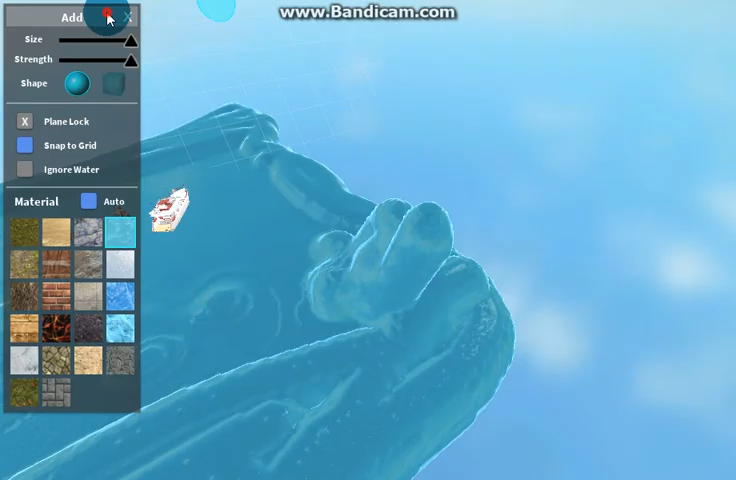 www.Bandicam.com
Add
X
Size
Strength
Shape
X Plane Lock
Snap to Grid
Ignore Water
Material Auto